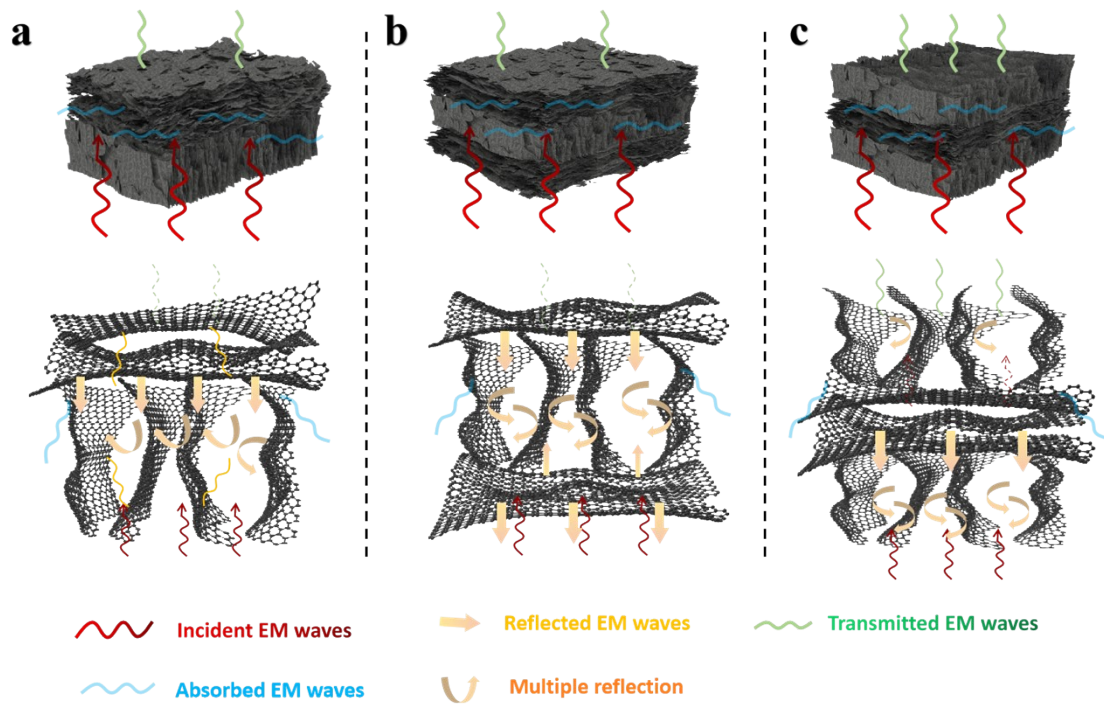 a
b
c
Incident EM waves
Reflected EM waves
Transmitted EM waves
Absorbed EM waves
Multiple reflection